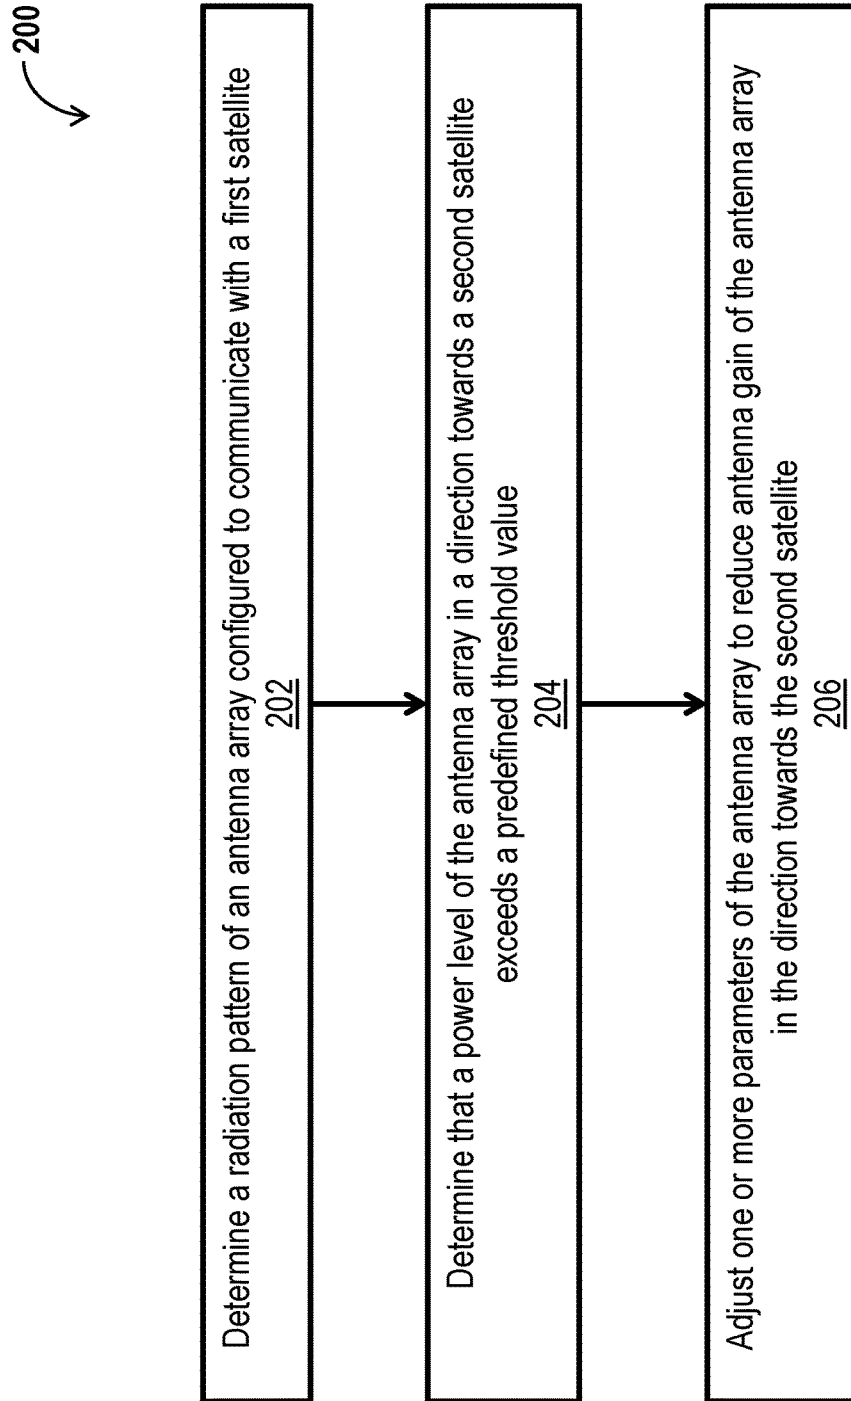 200
Determine a radiation pattern of an antenna array configured to communicate with a first satellite
202
Determine that a power level of the antenna array in a direction towards a second satellite
exceeds a predefined threshold value
204
Adjust one or more parameters of the antenna array to reduce antenna gain of the antenna array
in the direction towards the second satellite
206